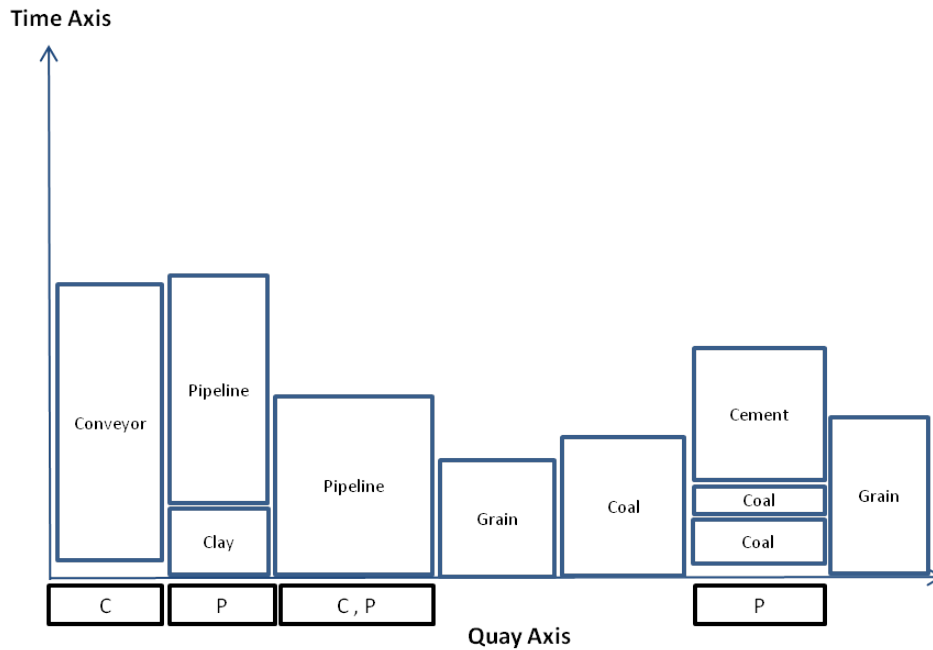 Time Axis
Pipeline
Conveyor
Cement
Pipeline
Coal
Grain
Grain
Coal
Clay
Coal
C
P
C , P
P
Quay Axis